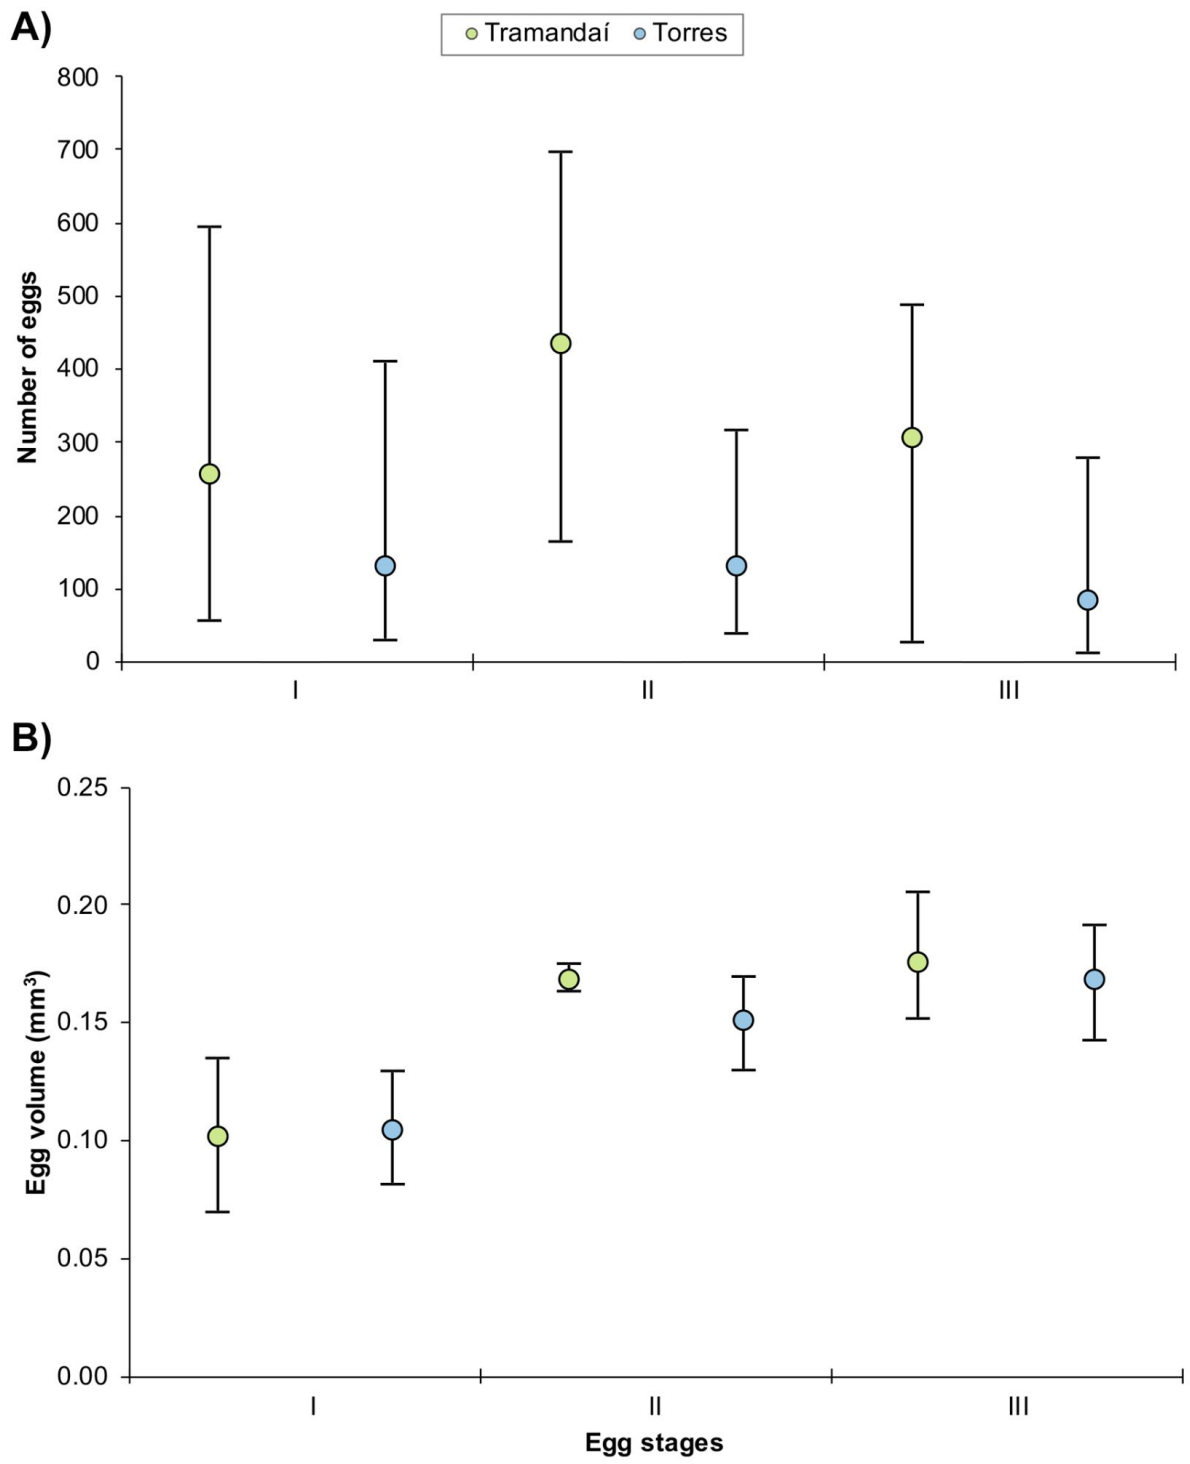 A)
Tramandaí Torres
800
700
600
500
400
300
200
100
0
Number of eggs
I II III
B)
0.25
0.20
0.15
0.10
0.05
0.00
Egg volume (mm³)
I II III
Egg stages